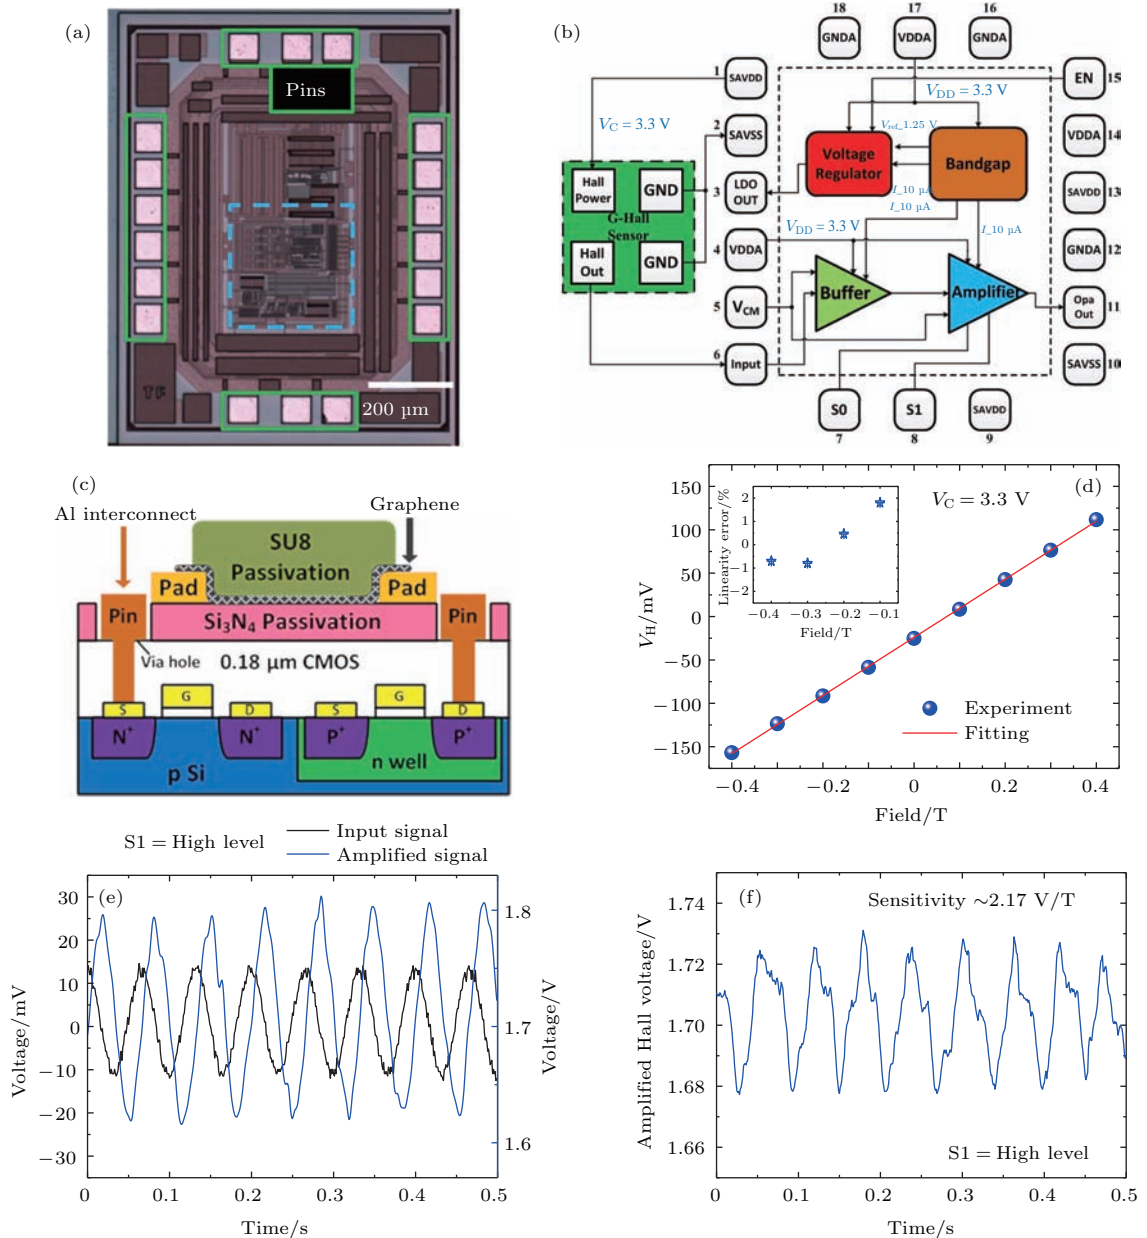 (a)
Pins
TF
200 µm
(b)
18
17
16
GNDA
VDDA
GNDA
1
SAVDD
EN
15
V_DD = 3.3 V
V_C = 3.3 V
2
SAVSS
V_ref_1.25 V
VDDA
14
Voltage
Regulator
Bandgap
Hall
Power
GND
3
LDO
OUT
I_10 µA
I_10 µA
SAVDD
13
G-Hall
Sensor
I_10 µA
4
VDDA
V_DD = 3.3 V
GNDA
12
Hall
Out
GND
5
V_CM
Buffer
Amplifier
Opa
Out
11
6
Input
SAVSS
10
S0
S1
SAVDD
7
8
9
(c)
Al interconnect
Graphene
SU8
Passivation
Pad
Pad
Pin
Si3N4 Passivation
Pin
Via hole
0.18 µm CMOS
G
G
S
D
S
D
N+
N+
P+
P+
p Si
n well
(d)
V_C = 3.3 V
150
100
50
0
−50
−100
−150
V_H/mV
−0.4
−0.2
0
0.2
0.4
Field/T
Experiment
Fitting
Linearity error/%
2
1
0
−1
−2
−0.4
−0.3
−0.2
−0.1
Field/T
S1 = High level
Input signal
Amplified signal
(e)
30
20
10
0
−10
−20
−30
Voltage/mV
1.8
1.7
1.6
Voltage/V
0
0.1
0.2
0.3
0.4
0.5
Time/s
(f)
Sensitivity ~2.17 V/T
1.74
1.72
1.70
1.68
1.66
Amplified Hall voltage/V
S1 = High level
0
0.1
0.2
0.3
0.4
0.5
Time/s